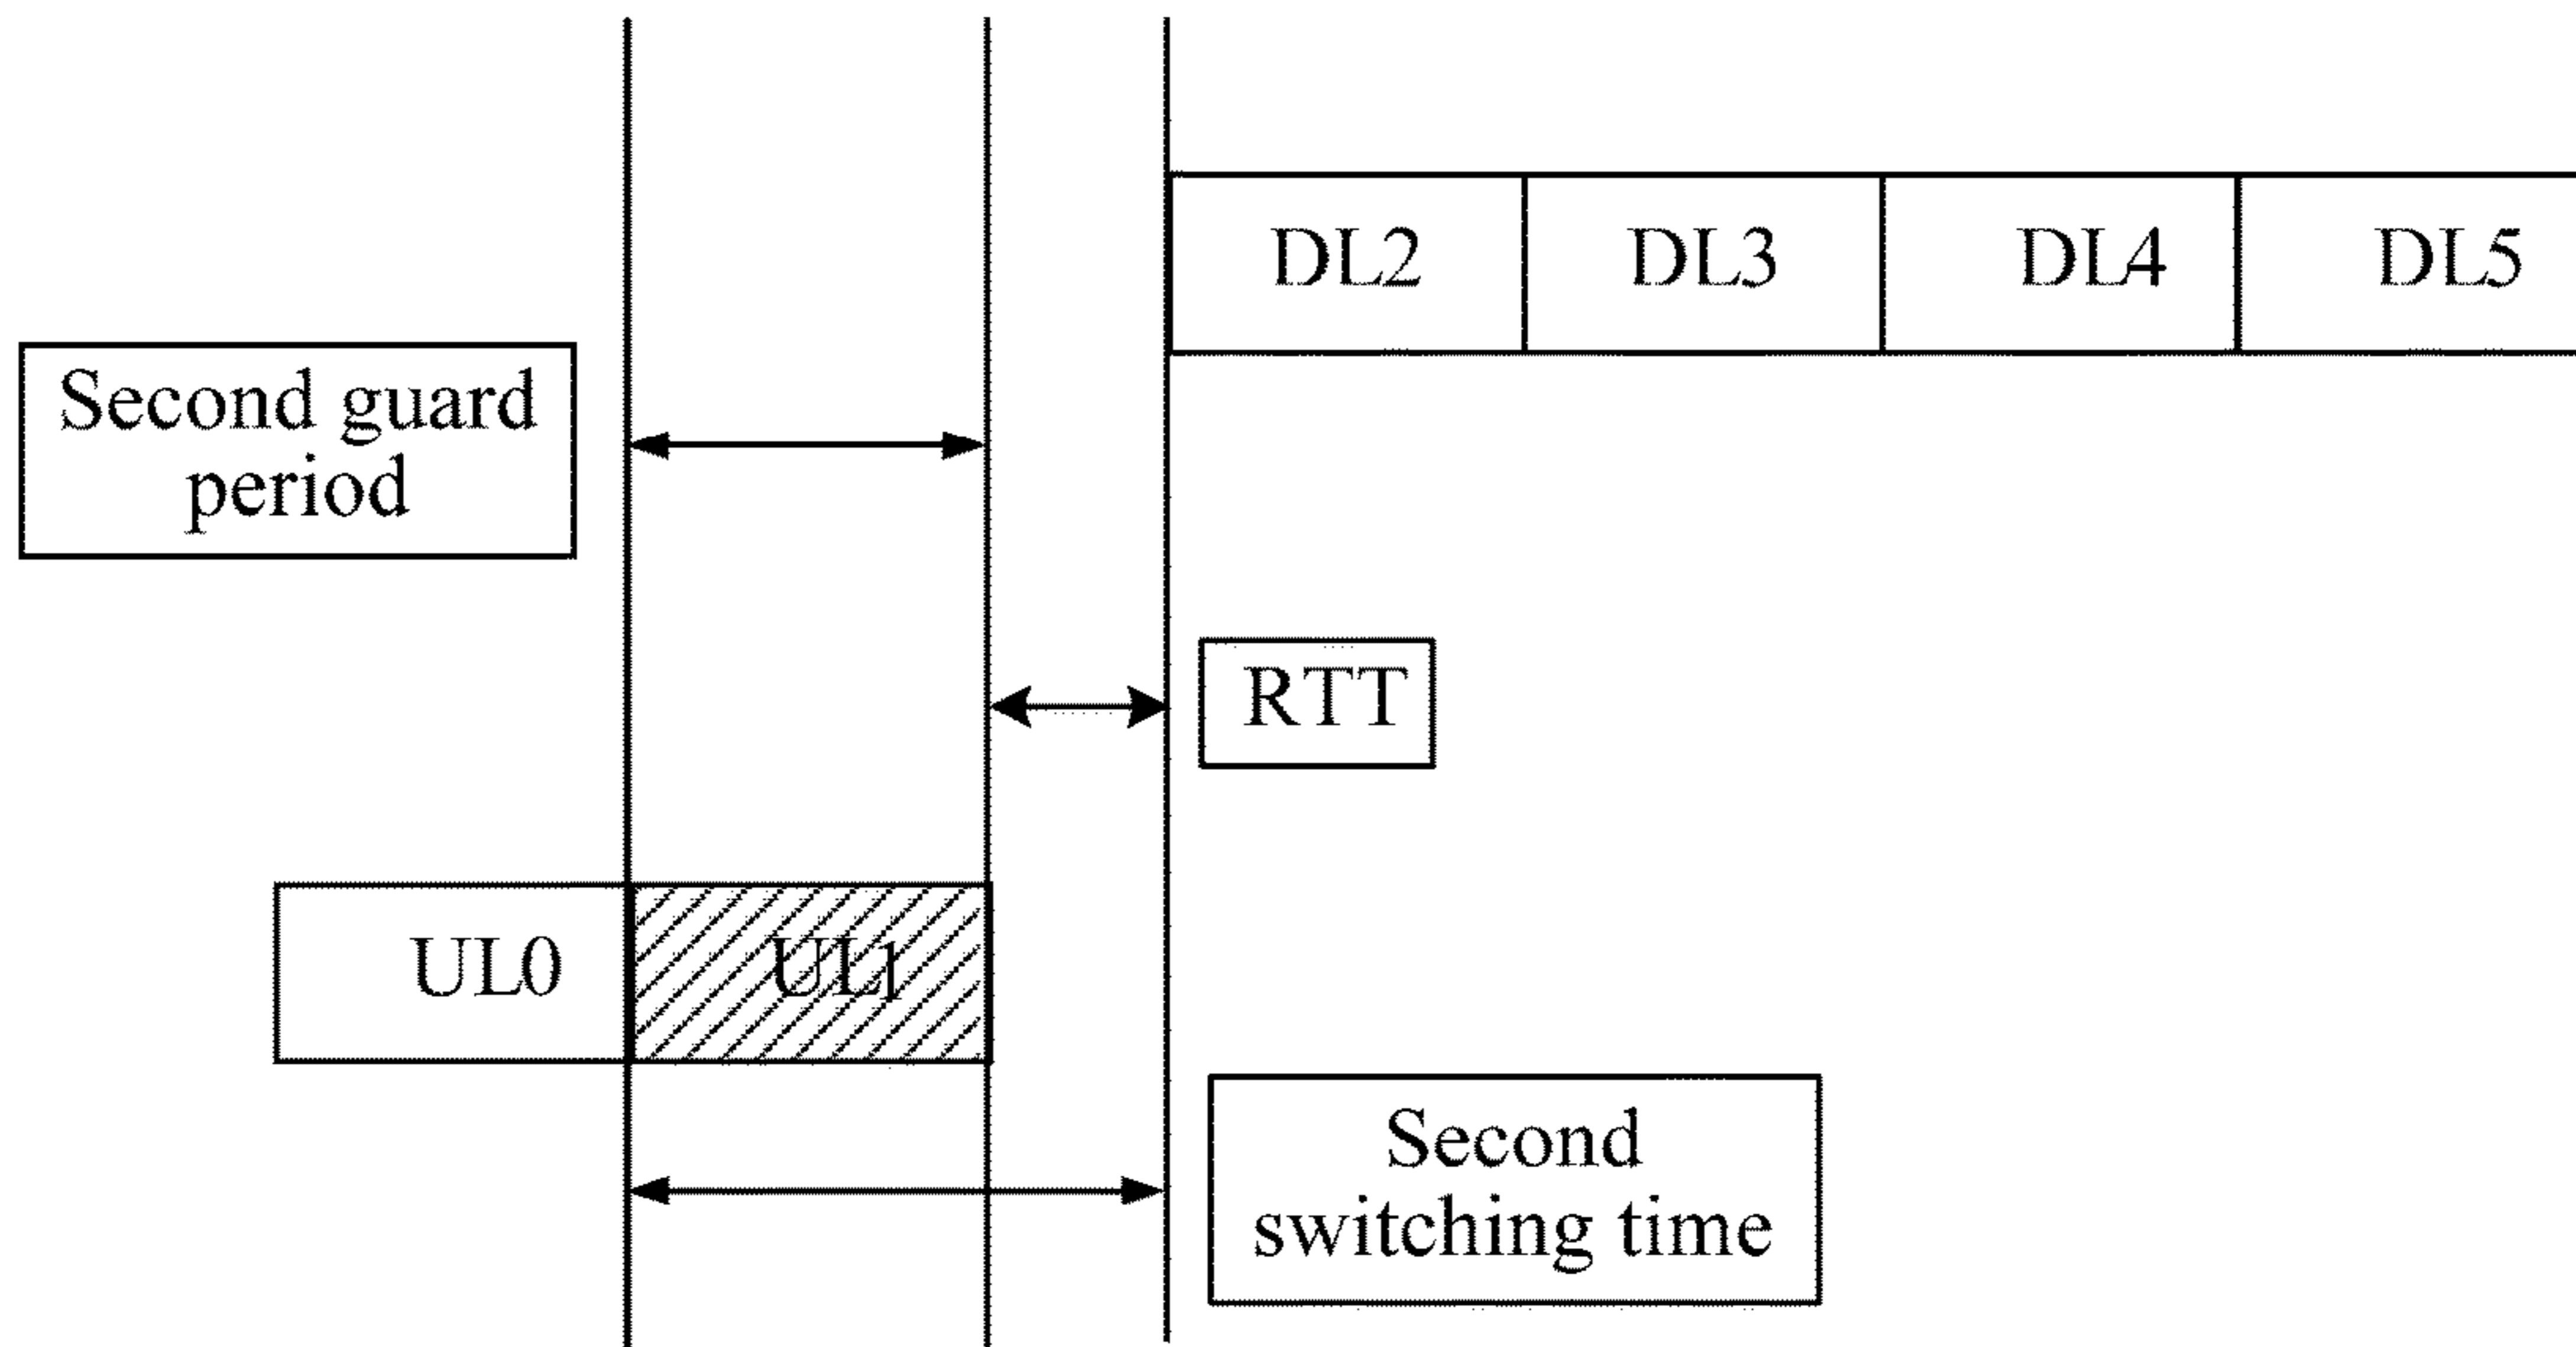 DL2 DL3 DL4 DL5
Second guard
period
RTT
UL0 UL1
Second
switching time